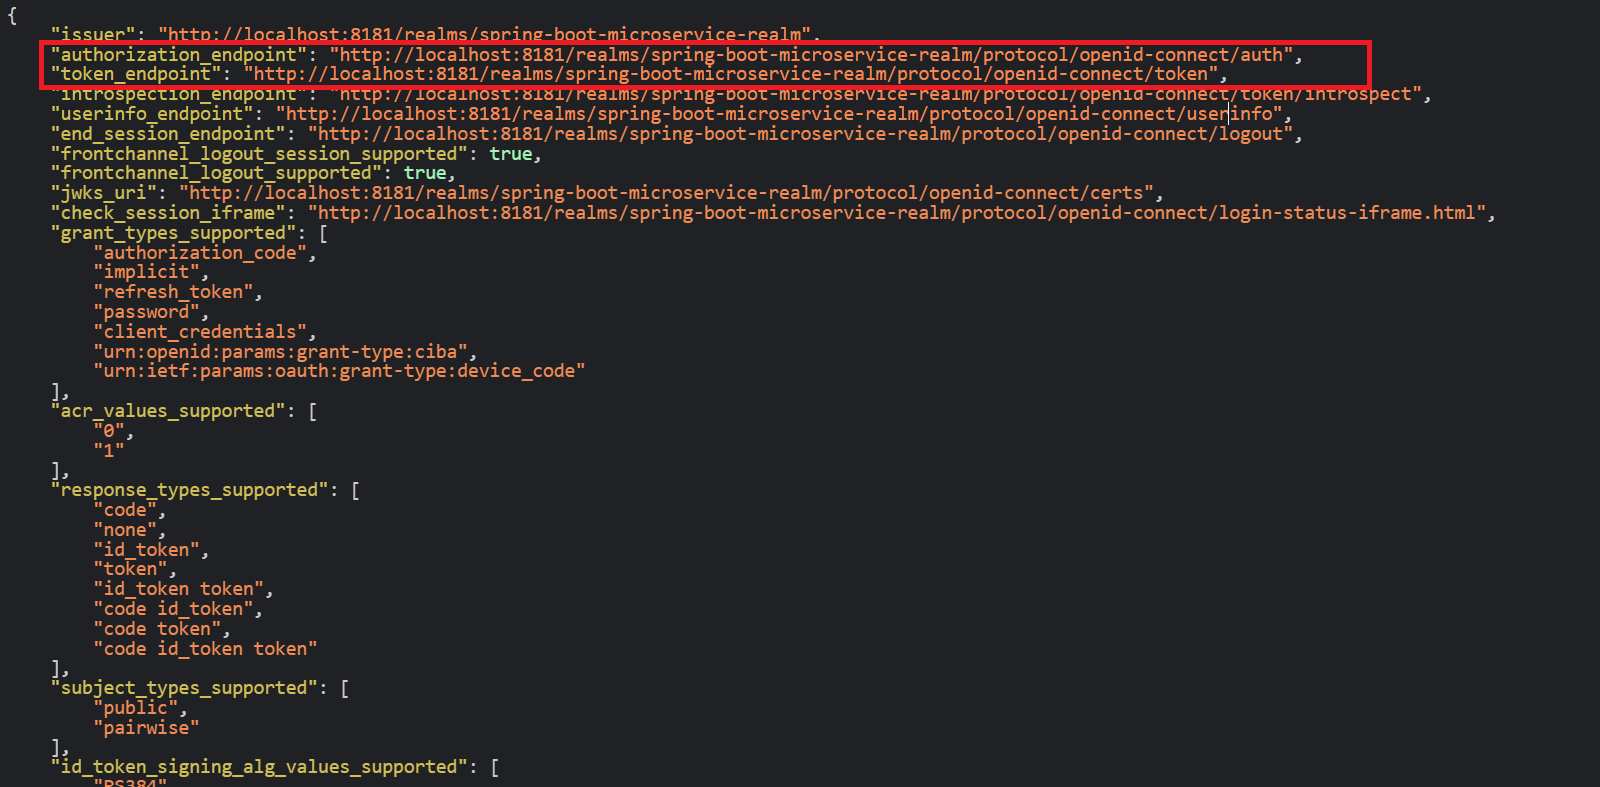 {
"issuer": "http://localhost:8181/realms/spring-boot-microservice-realm",
"authorization_endpoint": "http://localhost:8181/realms/spring-boot-microservice-realm/protocol/openid-connect/auth",
"token_endpoint": "http://localhost:8181/realms/spring-boot-microservice-realm/protocol/openid-connect/token",
"introspection_endpoint": "http://localhost:8181/realms/spring-boot-microservice-realm/protocol/openid-connect/token/introspect",
"userinfo_endpoint": "http://localhost:8181/realms/spring-boot-microservice-realm/protocol/openid-connect/userinfo",
"end_session_endpoint": "http://localhost:8181/realms/spring-boot-microservice-realm/protocol/openid-connect/logout",
"frontchannel_logout_session_supported": true,
"frontchannel_logout_supported": true,
"jwks_uri": "http://localhost:8181/realms/spring-boot-microservice-realm/protocol/openid-connect/certs",
"check_session_iframe": "http://localhost:8181/realms/spring-boot-microservice-realm/protocol/openid-connect/login-status-iframe.html",
"grant_types_supported": [
"authorization_code",
"implicit",
"refresh_token",
"password",
"client_credentials",
"urn:openid:params:grant-type:ciba",
"urn:ietf:params:oauth:grant-type:device_code"
],
"acr_values_supported": [
"0",
"1"
],
"response_types_supported": [
"code",
"none",
"id_token",
"token",
"id_token token",
"code id_token",
"code token",
"code id_token token"
],
"subject_types_supported": [
"public",
"pairwise"
],
"id_token_signing_alg_values_supported": [
"PS384"